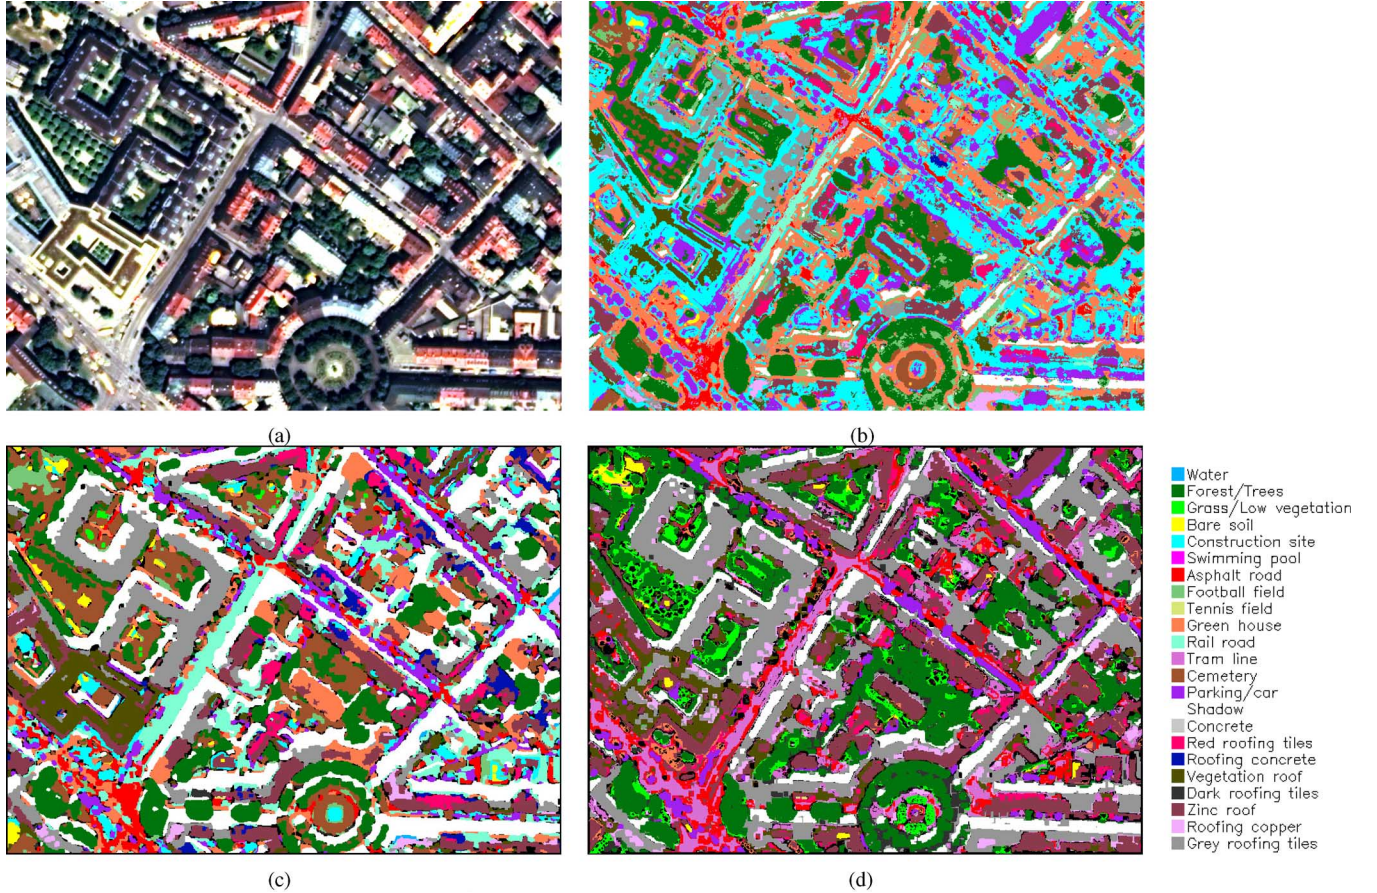 (a)
(b)
(c)
(d)
Water
Forest/Trees
Grass/Low vegetation
Bare soil
Construction site
Swimming pool
Asphalt road
Football field
Tennis field
Green house
Rail road
Tram line
Cemetery
Parking/car
Shadow
Concrete
Red roofing tiles
Roofing concrete
Vegetation roof
Dark roofing tiles
Zinc roof
Roofing copper
Grey roofing tiles